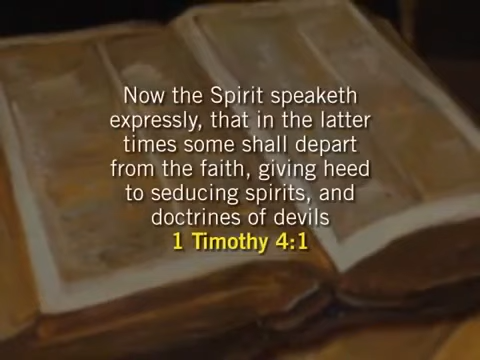 Now the Spirit speaketh
expressly, that in the latter
times some shall depart
from the faith, giving heed
to seducing spirits, and
doctrines of devils
1 Timothy 4:1